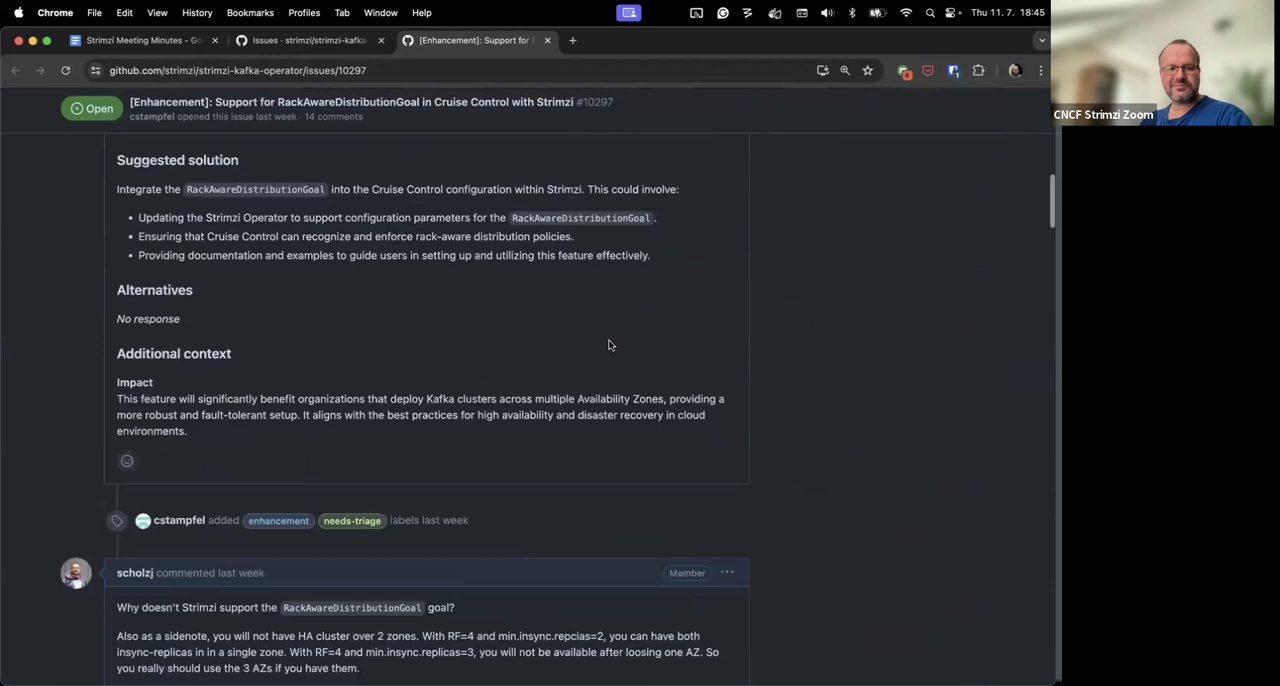 Chrome File Edit View History Bookmarks Profiles Tab Window Help Thu 11. 7. 18:45
Strimzi Meeting Minutes - Go Issues · strimzi/strimzi-kafka- [Enhancement]: Support for R
github.com/strimzi/strimzi-kafka-operator/issues/10297
CNCF Strimzi Zoom
Open [Enhancement]: Support for RackAwareDistributionGoal in Cruise Control with Strimzi #10297
cstampfel opened this issue last week · 14 comments
Suggested solution
Integrate the RackAwareDistributionGoal into the Cruise Control configuration within Strimzi. This could involve:
• Updating the Strimzi Operator to support configuration parameters for the RackAwareDistributionGoal.
• Ensuring that Cruise Control can recognize and enforce rack-aware distribution policies.
• Providing documentation and examples to guide users in setting up and utilizing this feature effectively.
Alternatives
No response
Additional context
Impact
This feature will significantly benefit organizations that deploy Kafka clusters across multiple Availability Zones, providing a
more robust and fault-tolerant setup. It aligns with the best practices for high availability and disaster recovery in cloud
environments.
cstampfel added enhancement needs-triage labels last week
scholzj commented last week Member ...
Why doesn't Strimzi support the RackAwareDistributionGoal goal?
Also as a sidenote, you will not have HA cluster over 2 zones. With RF=4 and min.insync.repcias=2, you can have both
insync-replicas in in a single zone. With RF=4 and min.insync.replicas=3, you will not be available after loosing one AZ. So
you really should use the 3 AZs if you have them.